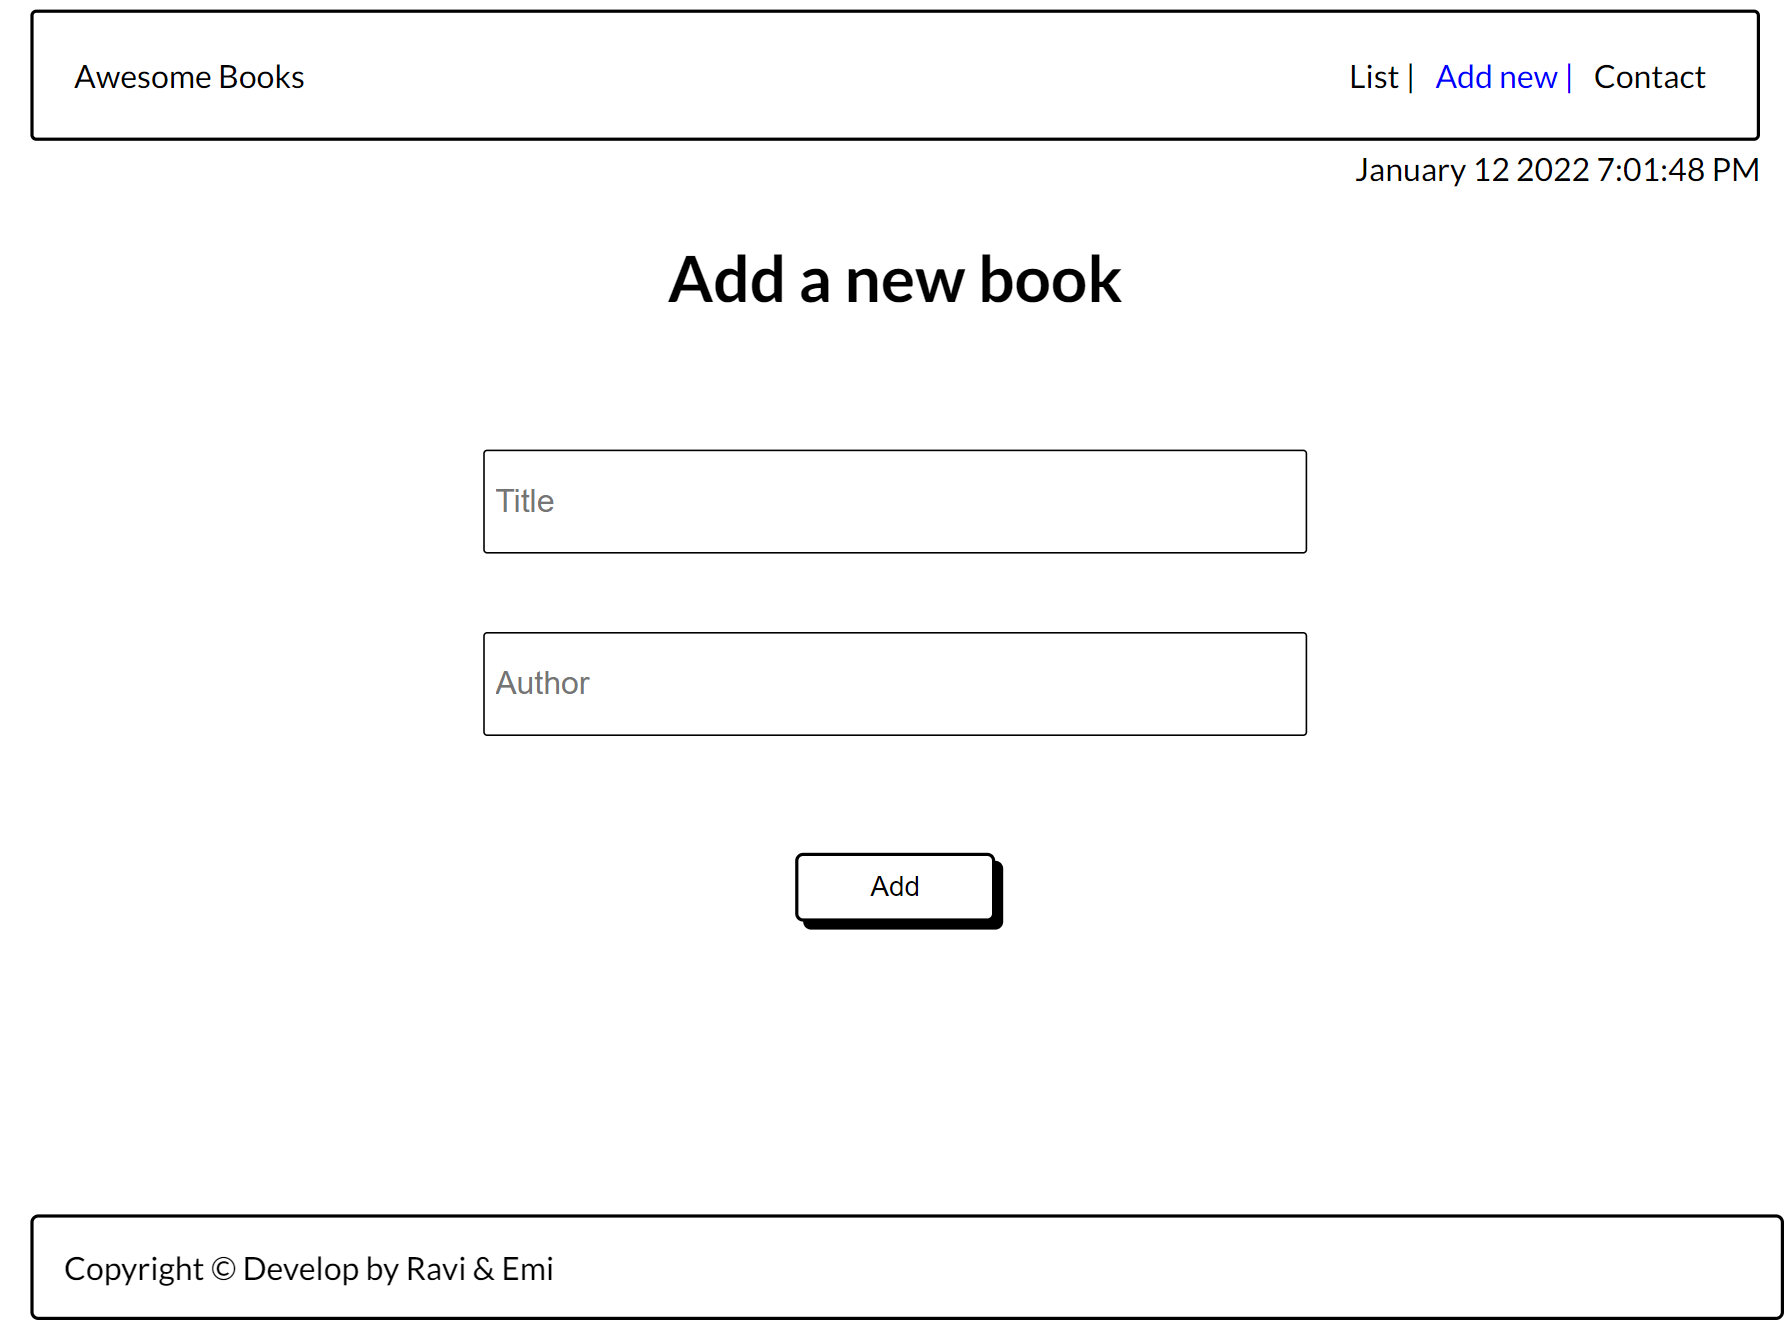 Awesome Books
List | Add new | Contact
January 12 2022 7:01:48 PM
Add a new book
Title
Author
Add
Copyright © Develop by Ravi & Emi